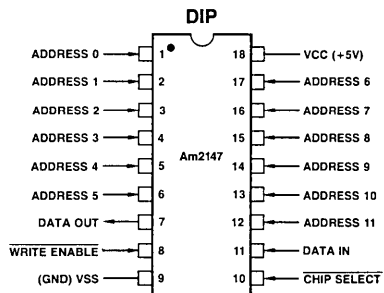 DIP
ADDRESS 0 1 18 VCC (+5V)
ADDRESS 1 2 17 ADDRESS 6
ADDRESS 2 3 16 ADDRESS 7
ADDRESS 3 4 15 ADDRESS 8
Am2147
ADDRESS 4 5 14 ADDRESS 9
ADDRESS 5 6 13 ADDRESS 10
DATA OUT 7 12 ADDRESS 11
WRITE ENABLE 8 11 DATA IN
(GND) VSS 9 10 CHIP SELECT